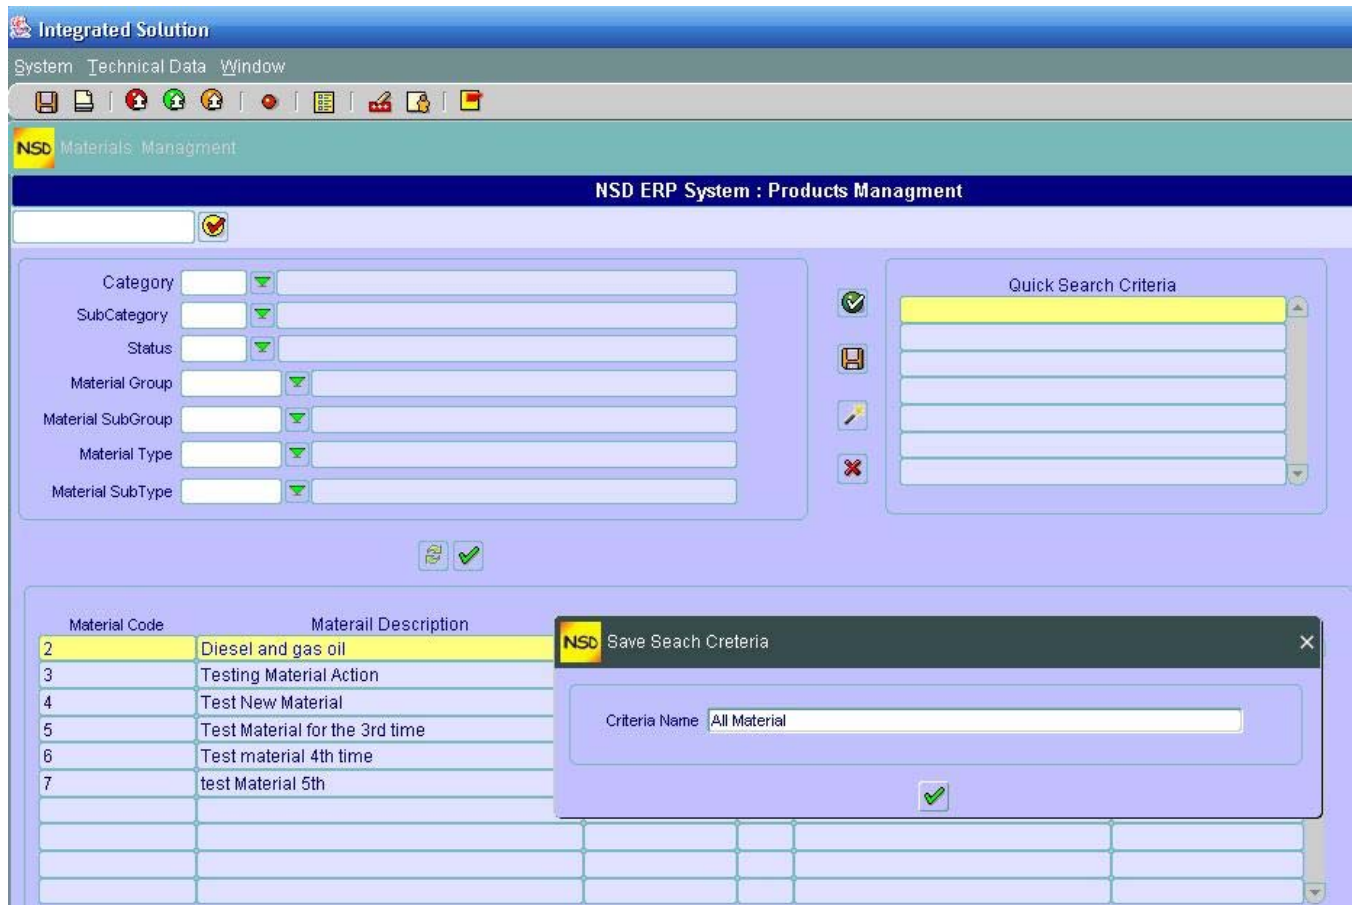 Integrated Solution
System Technical Data Window
NSD Materials Managment
NSD ERP System : Products Managment
Category
Quick Search Criteria
SubCategory
Status
Material Group
Material SubGroup
Material Type
Material SubType
Material Code Materail Description
2 Diesel and gas oil
3 Testing Material Action
4 Test New Material
5 Test Material for the 3rd time
6 Test material 4th time
7 test Material 5th
NSD Save Seach Creteria
Criteria Name All Material